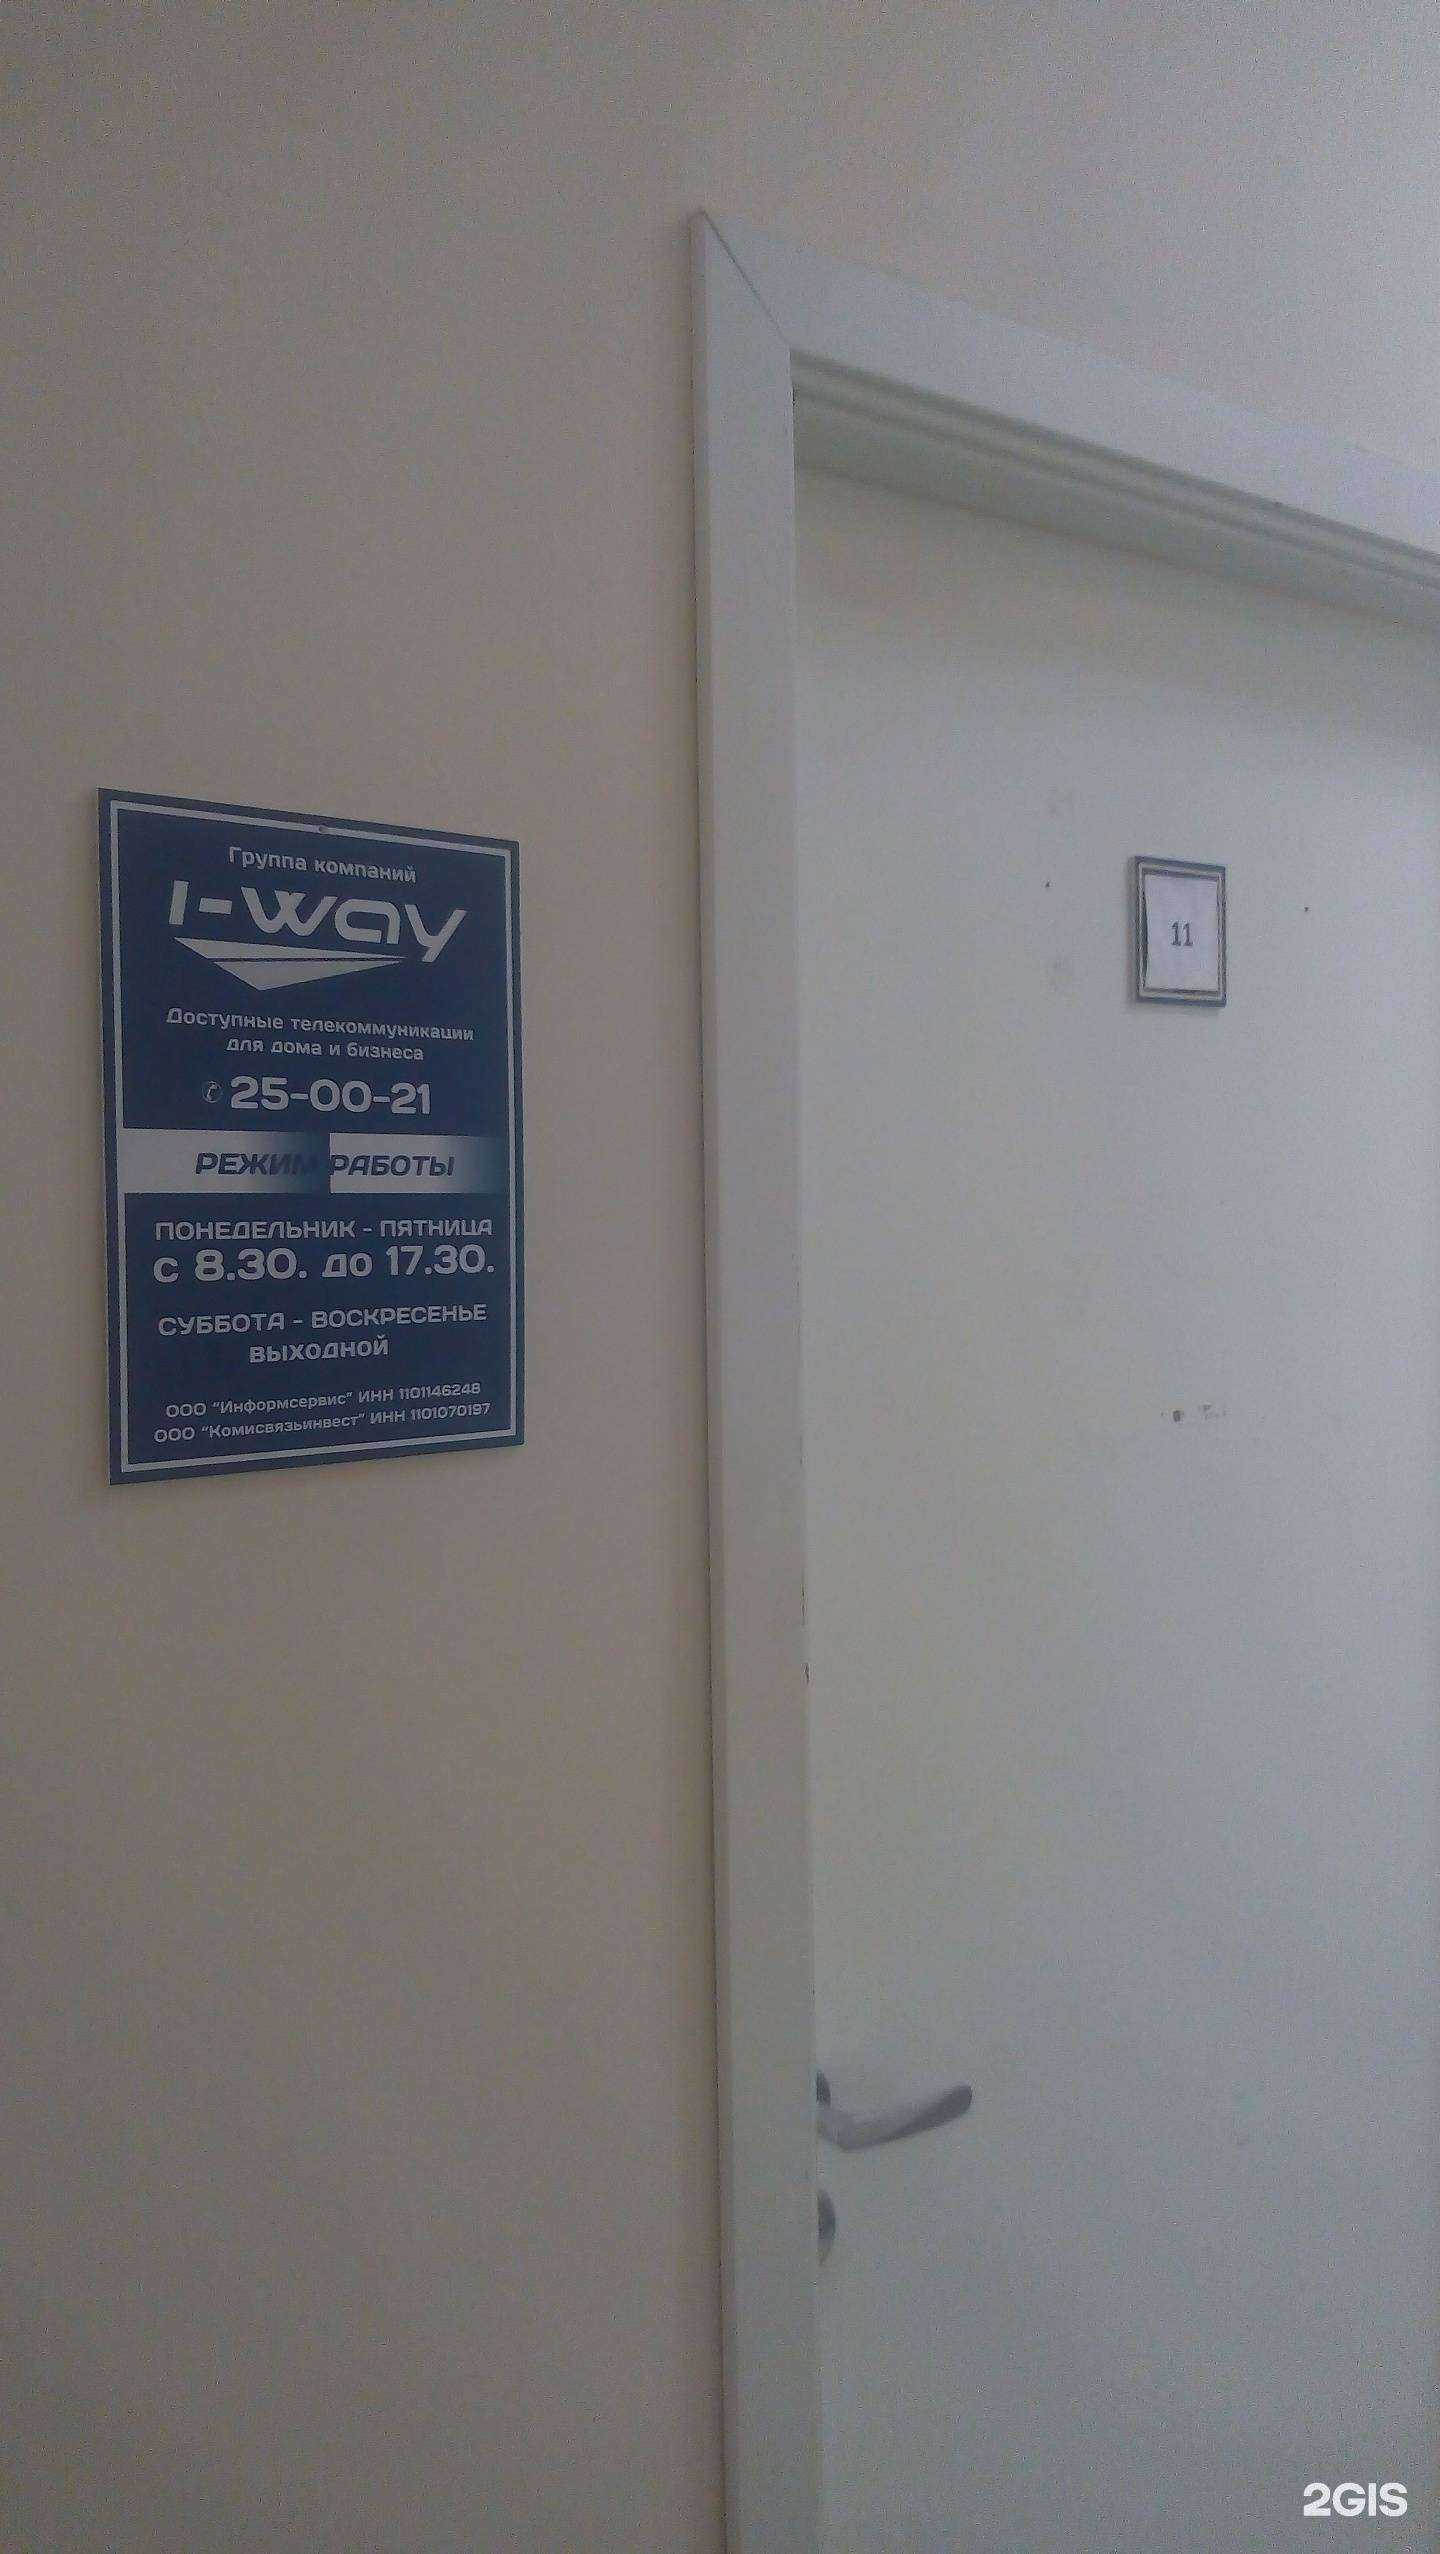 Группа компаний
I-WAY
Доступные телекоммуникации
для дома и бизнеса
25-00-21
РЕЖИМ РАБОТЫ
ПОНЕДЕЛЬНИК - ПЯТНИЦА
С 8.30. ДО 17.30.
СУББОТА - ВОСКРЕСЕНЬЕ
ВЫХОДНОЙ
ООО "Информсервис" ИНН 1101146248
ООО "Комисвязьинвест" ИНН 1101070197
11
2GIS